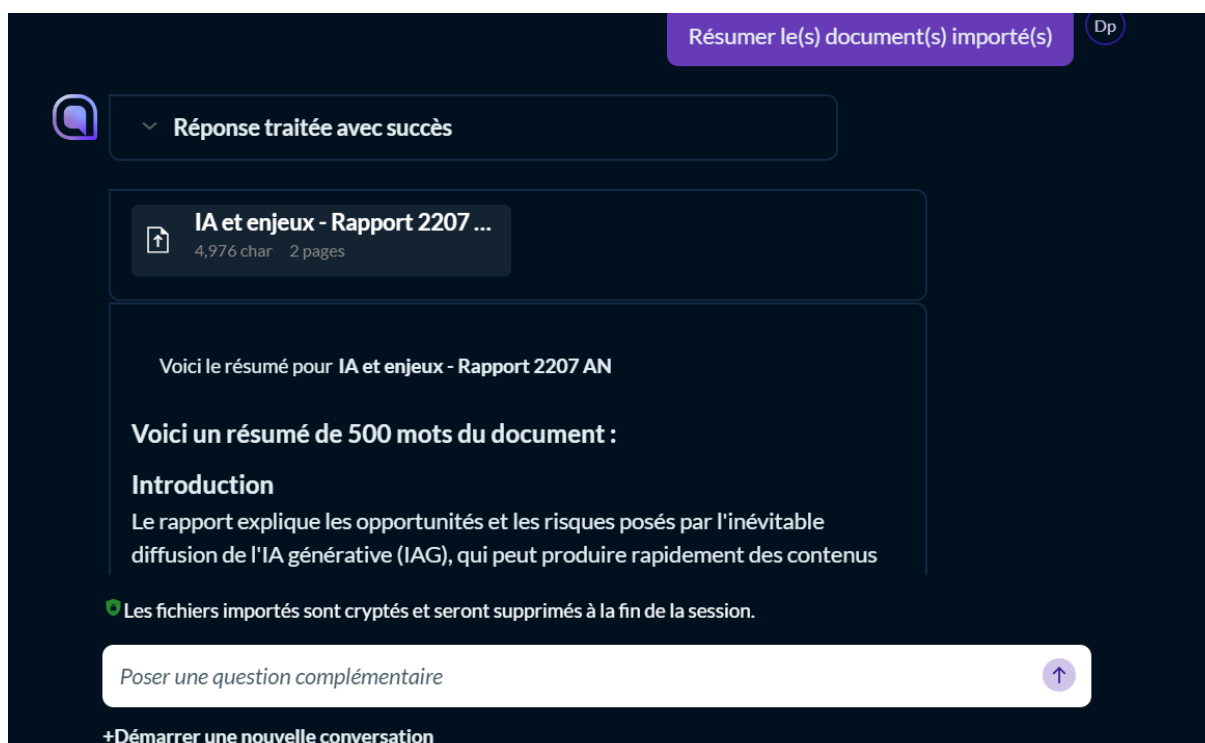 Résumer le(s) document(s) importé(s)
Dp
Réponse traitée avec succès
IA et enjeux - Rapport 2207 ...
4,976 char 2 pages
Voici le résumé pour IA et enjeux - Rapport 2207 AN
Voici un résumé de 500 mots du document :
Introduction
Le rapport explique les opportunités et les risques posés par l'inévitable
diffusion de l'IA générative (IAG), qui peut produire rapidement des contenus
Les fichiers importés sont cryptés et seront supprimés à la fin de la session.
Poser une question complémentaire
+Démarrer une nouvelle conversation